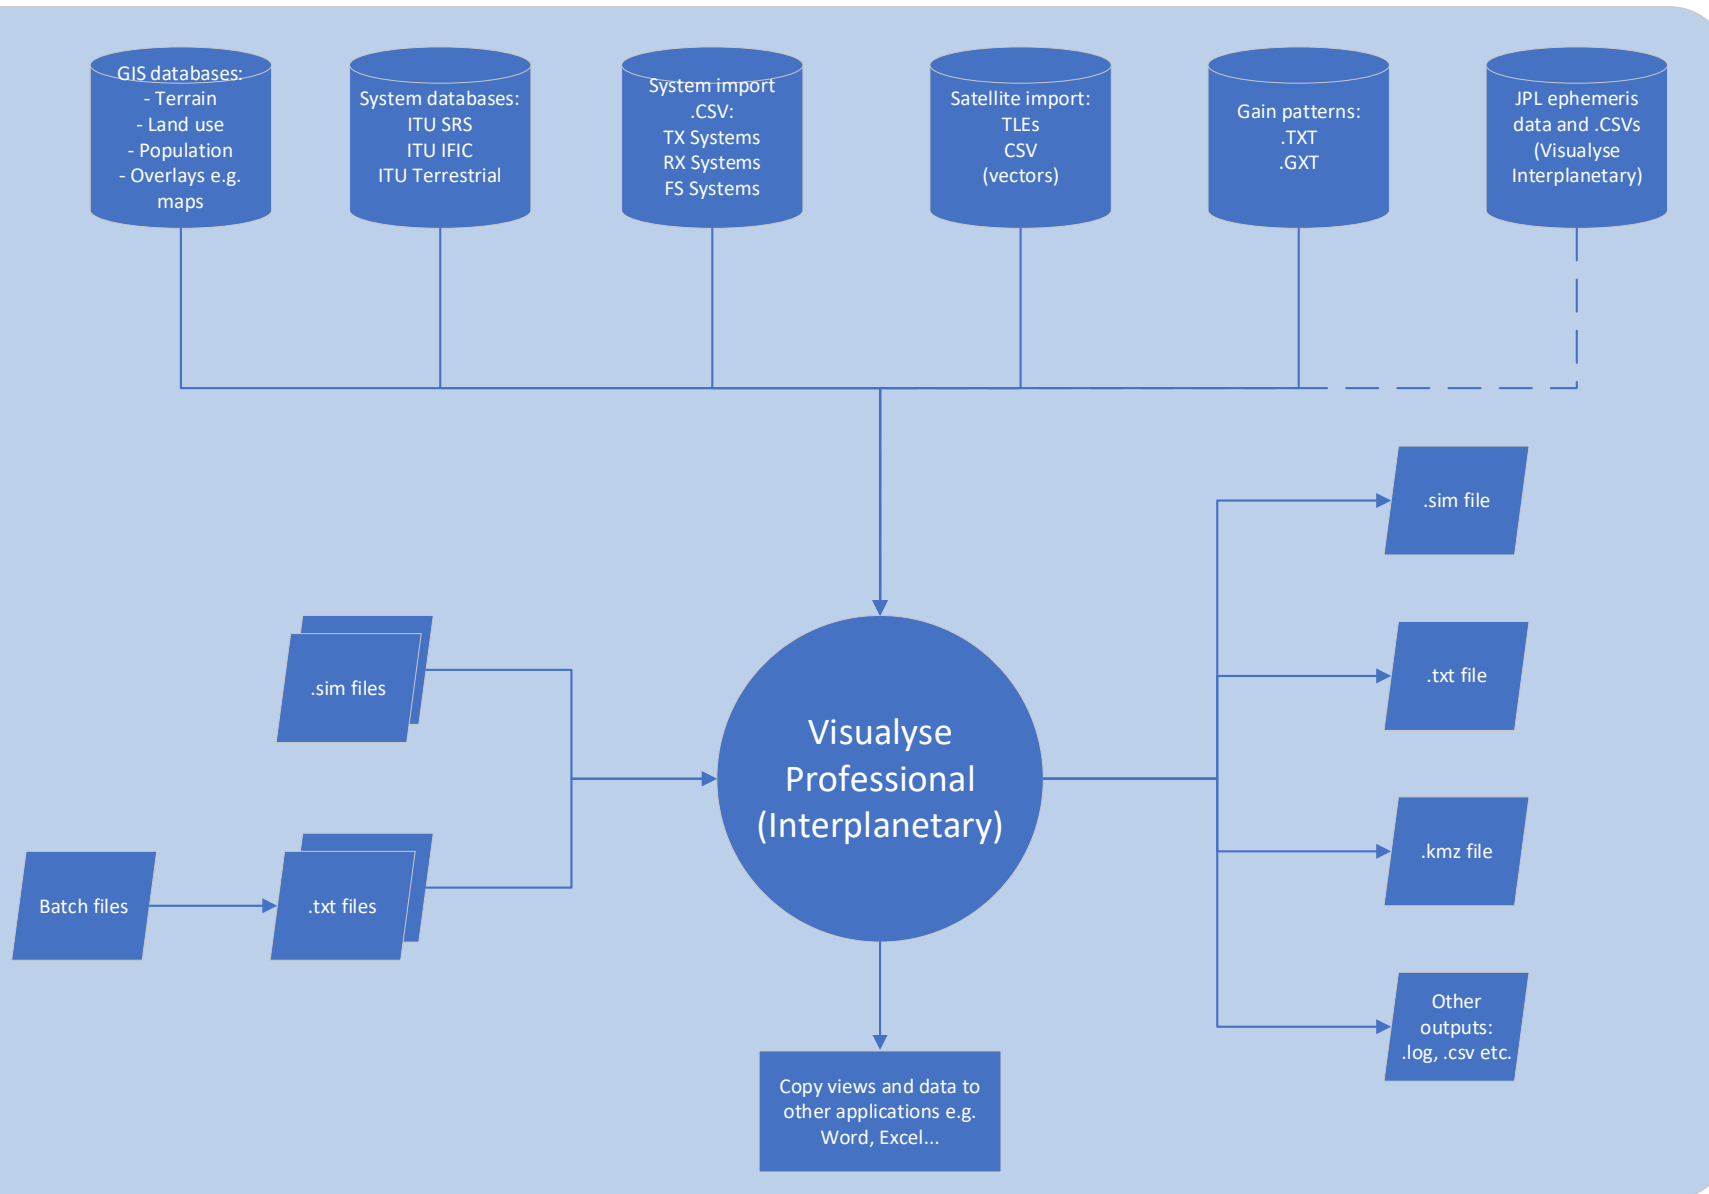 GIS databases:
- Terrain
- Land use
- Population
- Overlays e.g.
maps
System databases:
ITU SRS
ITU IFIC
ITU Terrestrial
System import
.CSV:
TX Systems
RX Systems
FS Systems
Satellite import:
TLEs
CSV
(vectors)
Gain patterns:
.TXT
.GXT
JPL ephemeris
data and .CSVs
(Visualyse
Interplanetary)
.sim file
.txt file
.kmz file
Other
outputs:
.log, .csv etc.
.sim files
Batch files
.txt files
Visualyse
Professional
(Interplanetary)
Copy views and data to
other applications e.g.
Word, Excel...